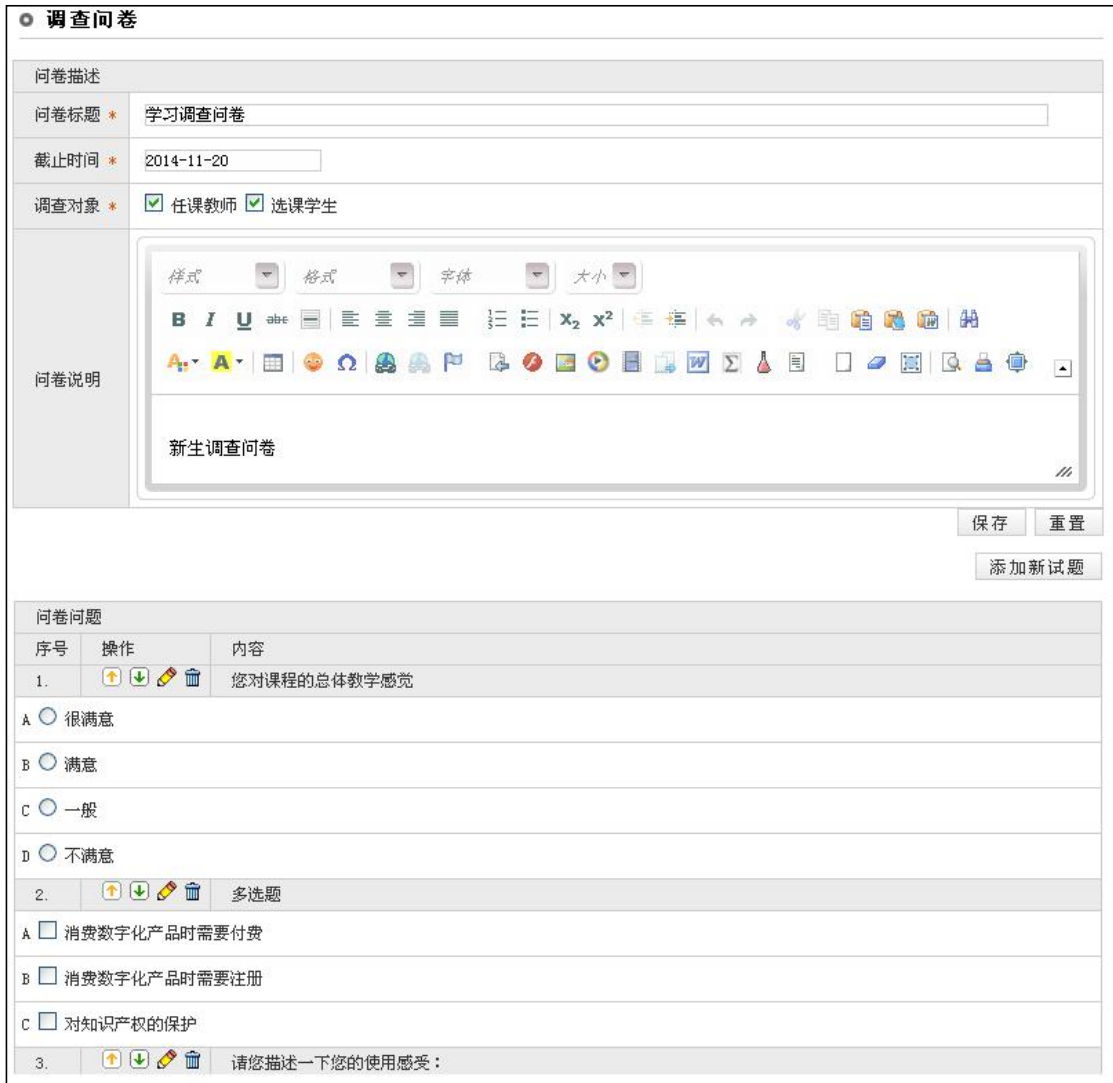 调查问卷
问卷描述
问卷标题 * 学习调查问卷
截止时间 * 2014-11-20
调查对象 * 任课教师 选课学生
样式 格式 字体 大小
B I U abc X₂ X²
A A Ω W Σ
问卷说明
新生调查问卷
保存 重置
添加新试题
问卷问题
序号 操作 内容
1. 您对课程的总体教学感觉
A 很满意
B 满意
C 一般
D 不满意
2. 多选题
A 消费数字化产品时需要付费
B 消费数字化产品时需要注册
C 对知识产权的保护
3. 请您描述一下您的使用感受：